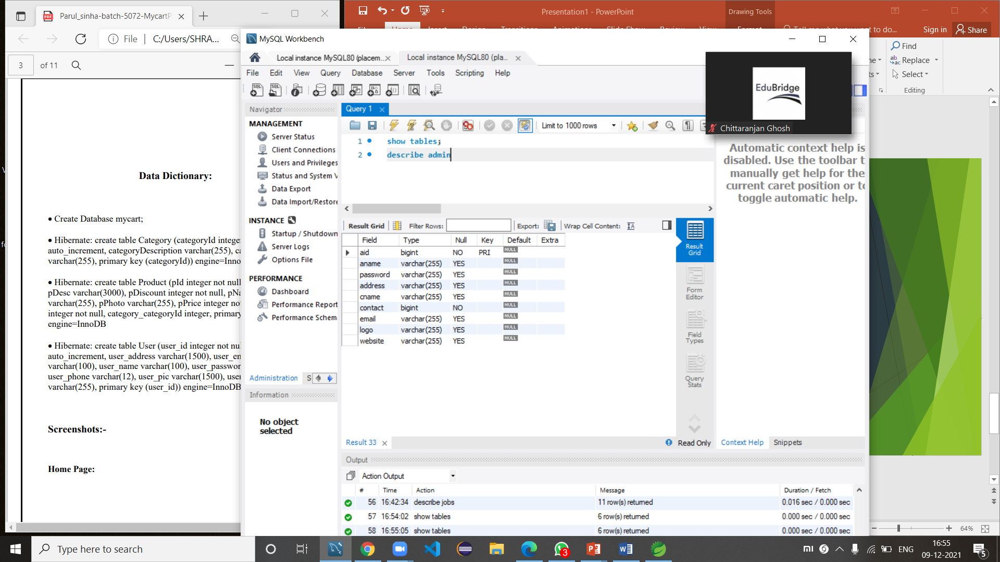 Parul_sinha-batch-5072-MycartP
File
C:/Users/SHRA...
3 of 11
Data Dictionary:
• Create Database mycart;
• Hibernate: create table Category (categoryId intege
auto_increment, categoryDescription varchar(255), ca
varchar(255), primary key (categoryId)) engine=Inno
• Hibernate: create table Product (pId integer not null
pDesc varchar(3000), pDiscount integer not null, pNa
varchar(255), pPhoto varchar(255), pPrice integer no
integer not null, category_categoryId integer, primary
engine=InnoDB
• Hibernate: create table User (user_id integer not nu
auto_increment, user_address varchar(1500), user_en
varchar(100), user_name varchar(100), user_passwor
user_phone varchar(12), user_pic varchar(1500), use
varchar(255), primary key (user_id)) engine=InnoDB
Screenshots:-
Home Page:
Presentation1 - PowerPoint
Drawing Tools
Tell me what you want to do...
Sign in
Share
Find
Replace
Select
Editing
MySQL Workbench
Local instance MySQL80 (placem...
Local instance MySQL80 (pla...
File Edit View Query Database Server Tools Scripting Help
Navigator
MANAGEMENT
Server Status
Client Connections
Users and Privileges
Status and System V
Data Export
Data Import/Restore
INSTANCE
Startup / Shutdown
Server Logs
Options File
PERFORMANCE
Dashboard
Performance Report
Performance Schem
Administration S
Information
No object
selected
Query 1
Limit to 1000 rows
1 show tables;
2 describe admin
EduBridge
Chittaranjan Ghosh
Automatic context help is
disabled. Use the toolbar t
manually get help for the
current caret position or to
toggle automatic help.
Result Grid Filter Rows: Export: Wrap Cell Content:
Field Type Null Key Default Extra
aid bigint NO PRI NULL
aname varchar(255) YES NULL
password varchar(255) YES NULL
address varchar(255) YES NULL
cname varchar(255) YES NULL
contact bigint NO NULL
email varchar(255) YES NULL
logo varchar(255) YES NULL
website varchar(255) YES NULL
Result
Grid
Form
Editor
Field
Types
Query
Stats
Result 33
Read Only
Context Help
Snippets
Output
Action Output
# Time Action Message Duration / Fetch
56 16:42:34 describe jobs 11 row(s) returned 0.016 sec / 0.000 sec
57 16:54:02 show tables 6 row(s) returned 0.000 sec / 0.000 sec
58 16:55:05 show tables 6 row(s) returned 0.000 sec / 0.000 sec
64%
Type here to search
3
ENG
16:55
09-12-2021
5